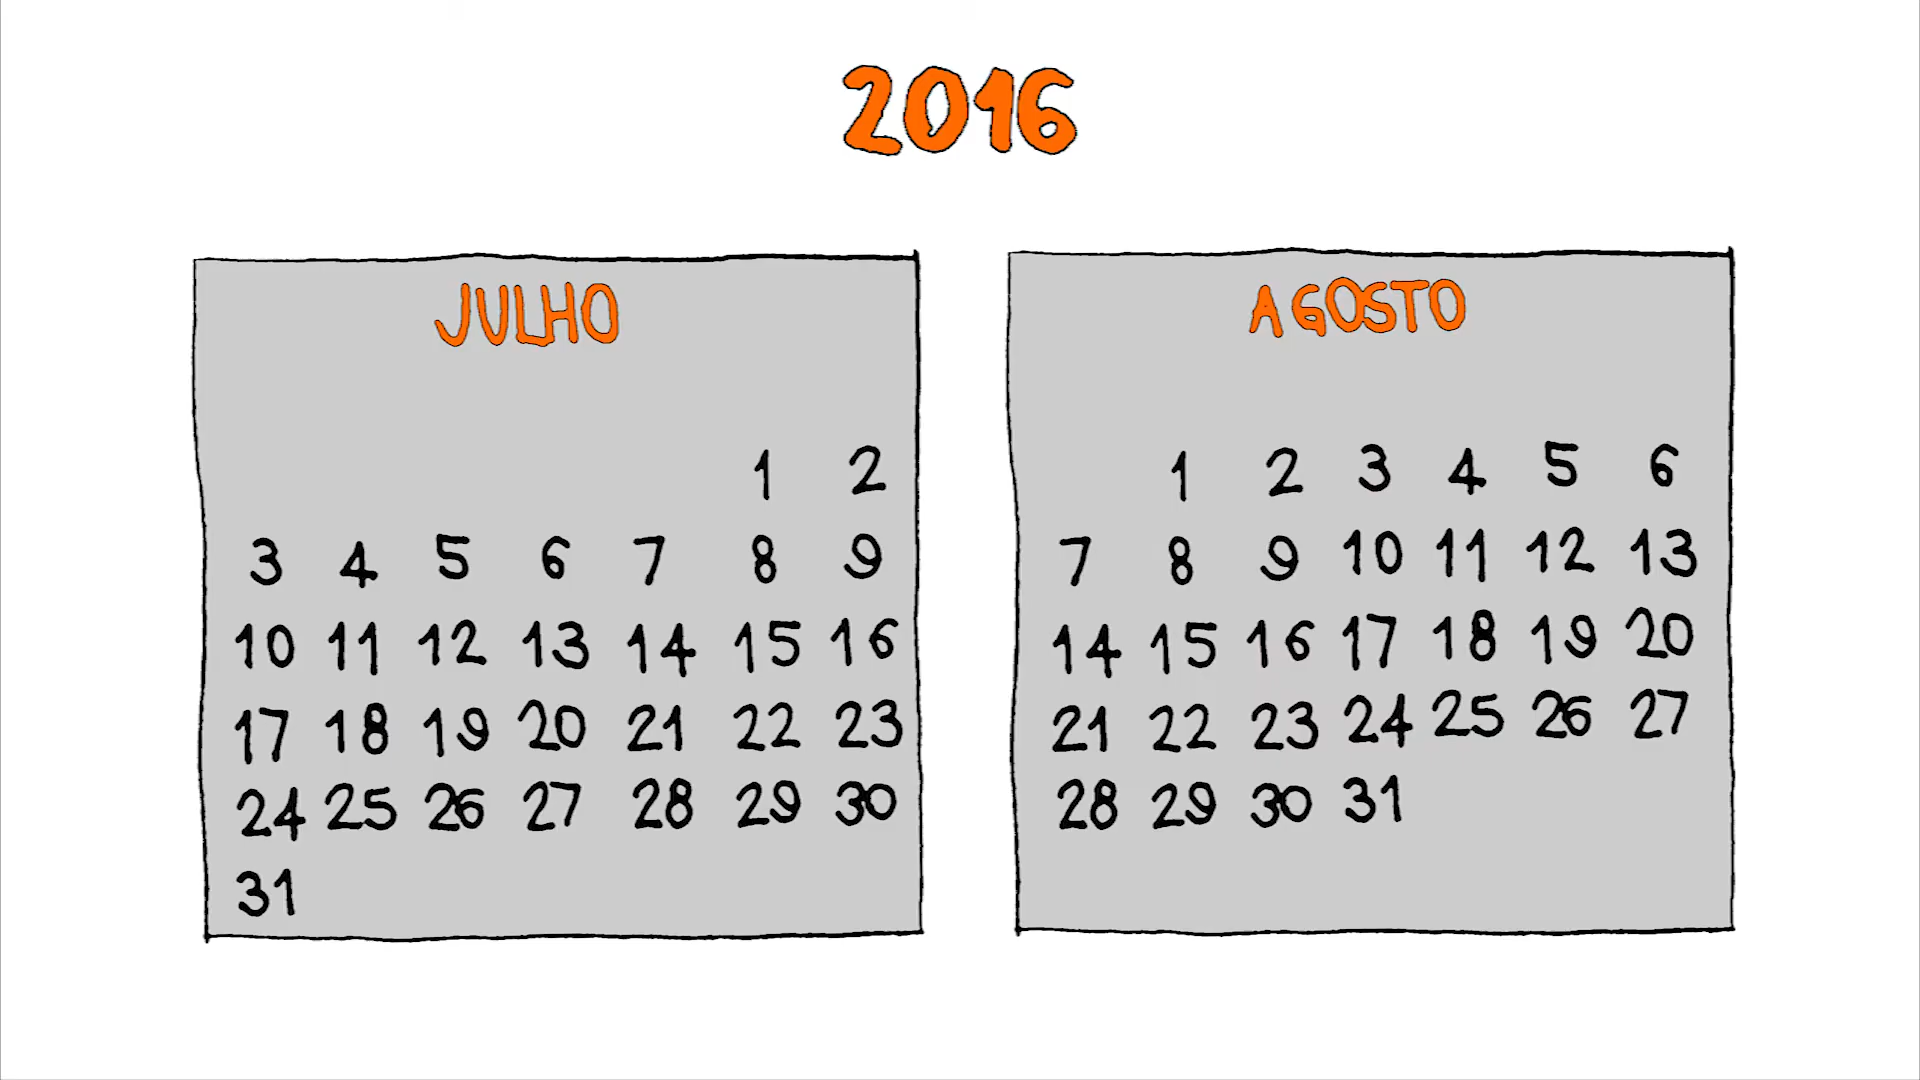 2016
JULHO
1 2
3 4 5 6 7 8 9
10 11 12 13 14 15 16
17 18 19 20 21 22 23
24 25 26 27 28 29 30
31
AGOSTO
1 2 3 4 5 6
7 8 9 10 11 12 13
14 15 16 17 18 19 20
21 22 23 24 25 26 27
28 29 30 31